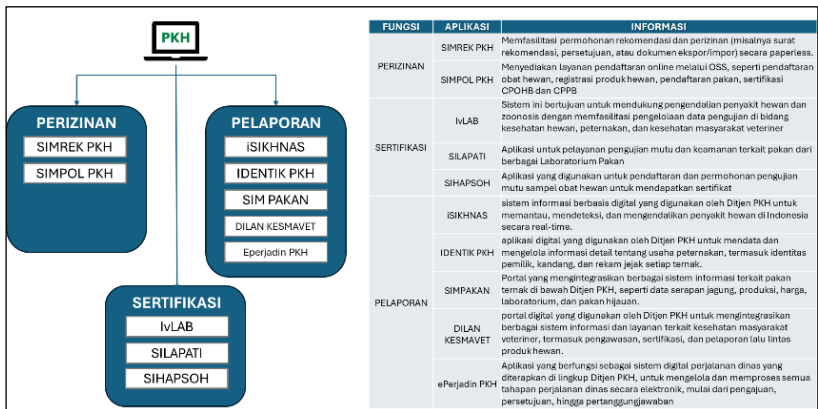 PKH
PERIZINAN
SIMREK PKH
SIMPOL PKH
PELAPORAN
iSIKHNAS
IDENTIK PKH
SIM PAKAN
DILAN KESMAVET
Eperjadin PKH
SERTIFIKASI
IvLAB
SILAPATI
SIHAPSOH
FUNGSI APLIKASI INFORMASI
PERIZINAN
SIMREK PKH
Memfasilitasi permohonan rekomendasi dan perizinan (misalnya surat
rekomendasi, persetujuan, atau dokumen ekspor/impor) secara paperless.
SIMPOL PKH
Menyediakan layanan pendaftaran online melalui OSS, seperti pendaftaran
obat hewan, registrasi produk hewan, pendaftaran pakan, sertifikasi
CPOHB dan CPPB
SERTIFIKASI
IvLAB
Sistem ini bertujuan untuk mendukung pengendalian penyakit hewan dan
zoonosis dengan memfasilitasi pengelolaan data pengujian di bidang
kesehatan hewan, peternakan, dan kesehatan masyarakat veteriner
SILAPATI
Aplikasi untuk pelayanan pengujian mutu dan keamanan terkait pakan dari
berbagai Laboratorium Pakan
SIHAPSOH
Aplikasi yang digunakan untuk pendaftaran dan permohonan pengujian
mutu sampel obat hewan untuk mendapatkan sertifikat
PELAPORAN
iSIKHNAS
sistem informasi berbasis digital yang digunakan oleh Ditjen PKH untuk
memantau, mendeteksi, dan mengendalikan penyakit hewan di Indonesia
secara real-time.
IDENTIK PKH
aplikasi digital yang digunakan oleh Ditjen PKH untuk mendata dan
mengelola informasi detail tentang usaha peternakan, termasuk identitas
pemilik, kandang, dan rekam jejak setiap ternak.
SIMPAKAN
Portal yang mengintegrasikan berbagai sistem informasi terkait pakan
ternak di bawah Ditjen PKH, seperti data serapan jagung, produksi, harga,
laboratorium, dan pakan hijauan.
DILAN
KESMAVET
portal digital yang digunakan oleh Ditjen PKH untuk mengintegrasikan
berbagai sistem informasi dan layanan terkait kesehatan masyarakat
veteriner, termasuk pengawasan, sertifikasi, dan pelaporan lalu lintas
produk hewan.
ePerjadin PKH
Aplikasi yang berfungsi sebagai sistem digital perjalanan dinas yang
diterapkan di lingkup Ditjen PKH, untuk mengelola dan memproses semua
tahapan perjalanan dinas secara elektronik, mulai dari pengajuan,
persetujuan, hingga pertanggungjawaban